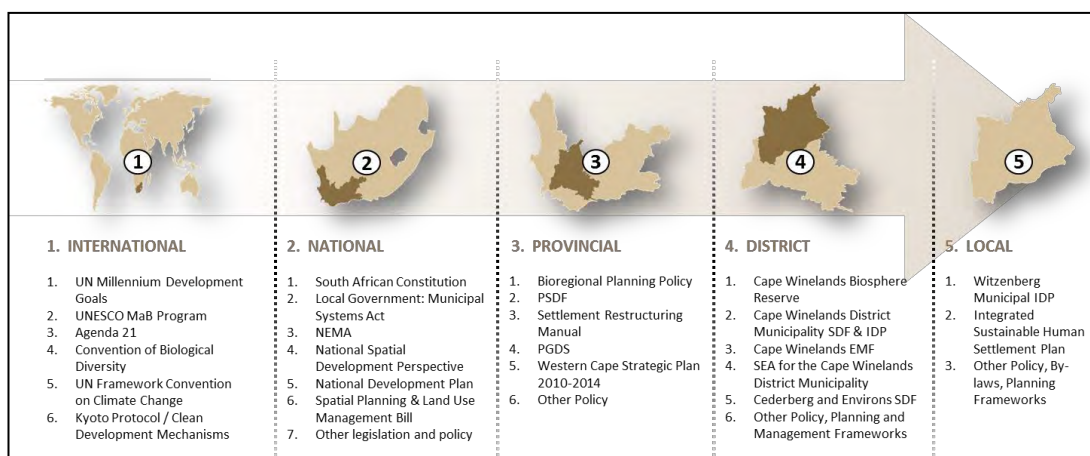 1
2
3
4
5
1. INTERNATIONAL
1. UN Millennium Development
Goals
2. UNESCO MaB Program
3. Agenda 21
4. Convention of Biological
Diversity
5. UN Framework Convention
on Climate Change
6. Kyoto Protocol / Clean
Development Mechanisms
2. NATIONAL
1. South African Constitution
2. Local Government: Municipal
Systems Act
3. NEMA
4. National Spatial
Development Perspective
5. National Development Plan
6. Spatial Planning & Land Use
Management Bill
7. Other legislation and policy
3. PROVINCIAL
1. Bioregional Planning Policy
2. PSDF
3. Settlement Restructuring
Manual
4. PGDS
5. Western Cape Strategic Plan
2010-2014
6. Other Policy
4. DISTRICT
1. Cape Winelands Biosphere
Reserve
2. Cape Winelands District
Municipality SDF & IDP
3. Cape Winelands EMF
4. SEA for the Cape Winelands
District Municipality
5. Cederberg and Environs SDF
6. Other Policy, Planning and
Management Frameworks
5. LOCAL
1. Witzenberg
Municipal IDP
2. Integrated
Sustainable Human
Settlement Plan
3. Other Policy, By-
laws, Planning
Frameworks